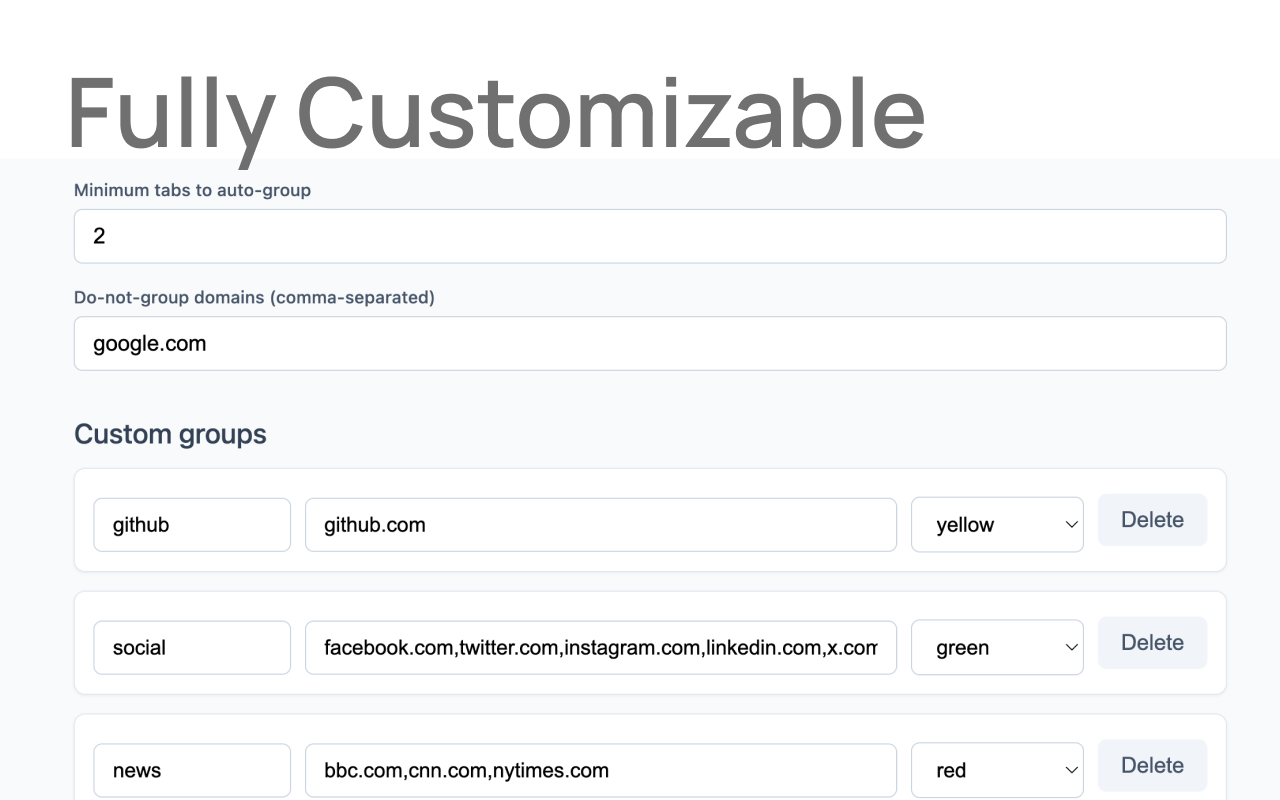 Fully Customizable
Minimum tabs to auto-group
2
Do-not-group domains (comma-separated)
google.com
Custom groups
github github.com yellow Delete
social facebook.com,twitter.com,instagram.com,linkedin.com,x.com green Delete
news bbc.com,cnn.com,nytimes.com red Delete